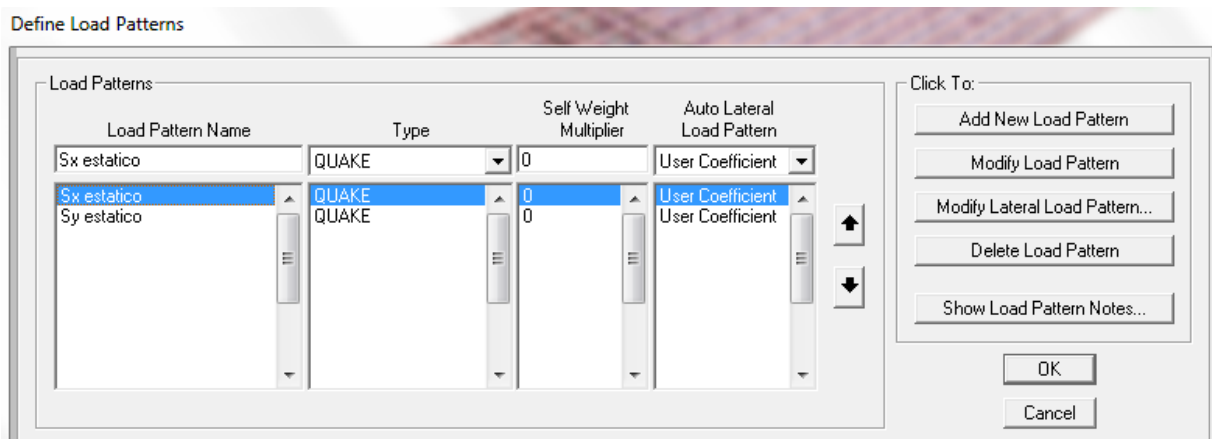 Define Load Patterns
Load Patterns
Click To:
Load Pattern Name Type Self Weight Multiplier Auto Lateral Load Pattern
Sx estatico QUAKE 0 User Coefficient
Sx estatico QUAKE 0 User Coefficient
Sy estatico QUAKE 0 User Coefficient
Add New Load Pattern
Modify Load Pattern
Modify Lateral Load Pattern...
Delete Load Pattern
Show Load Pattern Notes...
OK
Cancel